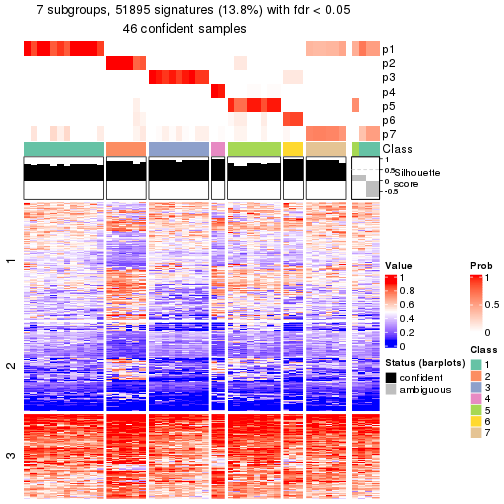 7 subgroups, 51895 signatures (13.8%) with fdr < 0.05
46 confident samples
p1
p2
p3
p4
p5
p6
p7
Class
1
0.5
0
-0.5
Silhouette
score
1
2
3
Value
1
0.8
0.6
0.4
0.2
0
Status (barplots)
confident
ambiguous
Prob
1
0.5
0
Class
1
2
3
4
5
6
7